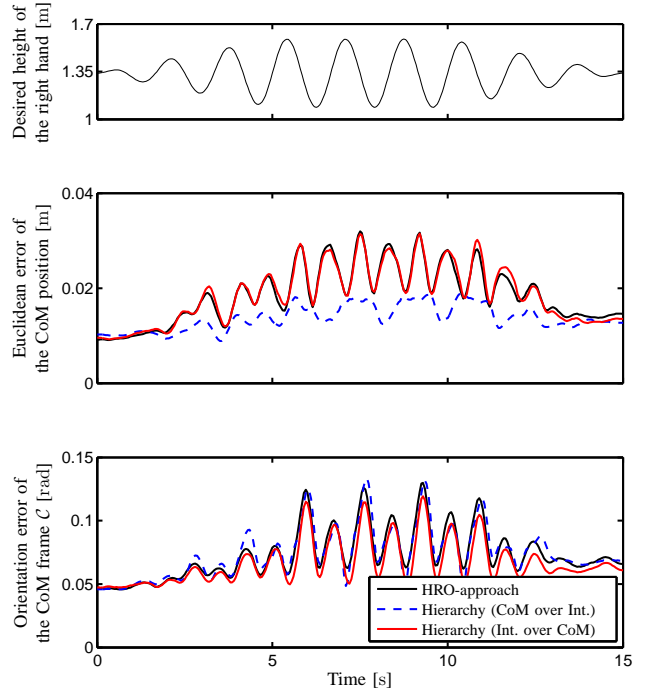 Desired height of
the right hand [m]
1.7
1.35
1
Euclidean error of
the CoM position [m]
0.04
0.02
0
Orientation error of
the CoM frame 𝒞 [rad]
0.15
0.1
0.05
0
HRO-approach
Hierarchy (CoM over Int.)
Hierarchy (Int. over CoM)
0 5 10 15
Time [s]